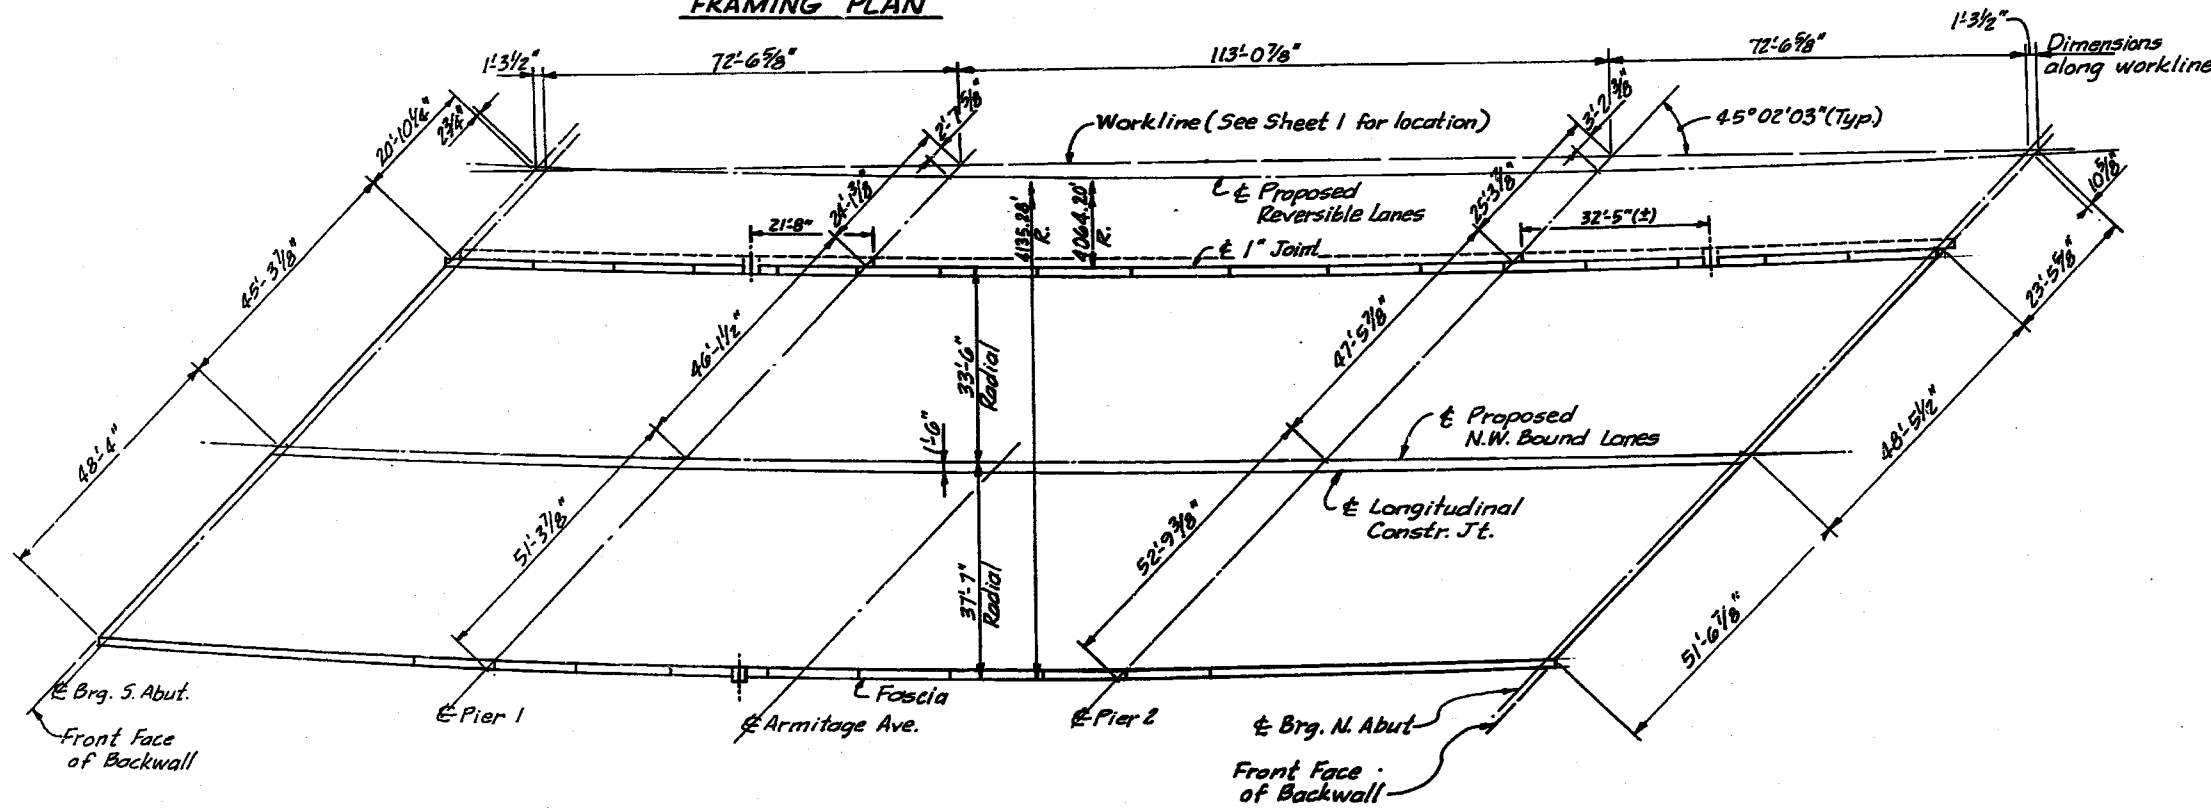 FRAMING PLAN
1'-3½"
72'-6⅝"
113'-0⅞"
72'-6⅝"
1'-3½"
Dimensions
along workline
20'-10¼"
2¾"
2'-7⅝"
Workline (See Sheet 1 for location)
3'-2⅜"
45°02'03" (Typ.)
10⅝"
℄ Proposed
Reversible Lanes
45'-3⅞"
21'-8"
24'-1⅜"
4135.28'
R.
4064.20'
R.
℄ 1" Joint
25'-3⅞"
32'-5"(±)
23'-5⅝"
48'-4"
46'-1½"
33'-6"
Radial
47'-5⅞"
1'-6"
℄ Proposed
N.W. Bound Lanes
48'-5½"
51'-3⅞"
37'-7"
Radial
52'-9⅜"
℄ Longitudinal
Constr. Jt.
51'-6⅞"
℄ Brg. S. Abut.
Front Face
of Backwall
℄ Pier 1
℄ Armitage Ave.
Fascia
℄ Pier 2
℄ Brg. N. Abut
Front Face
of Backwall